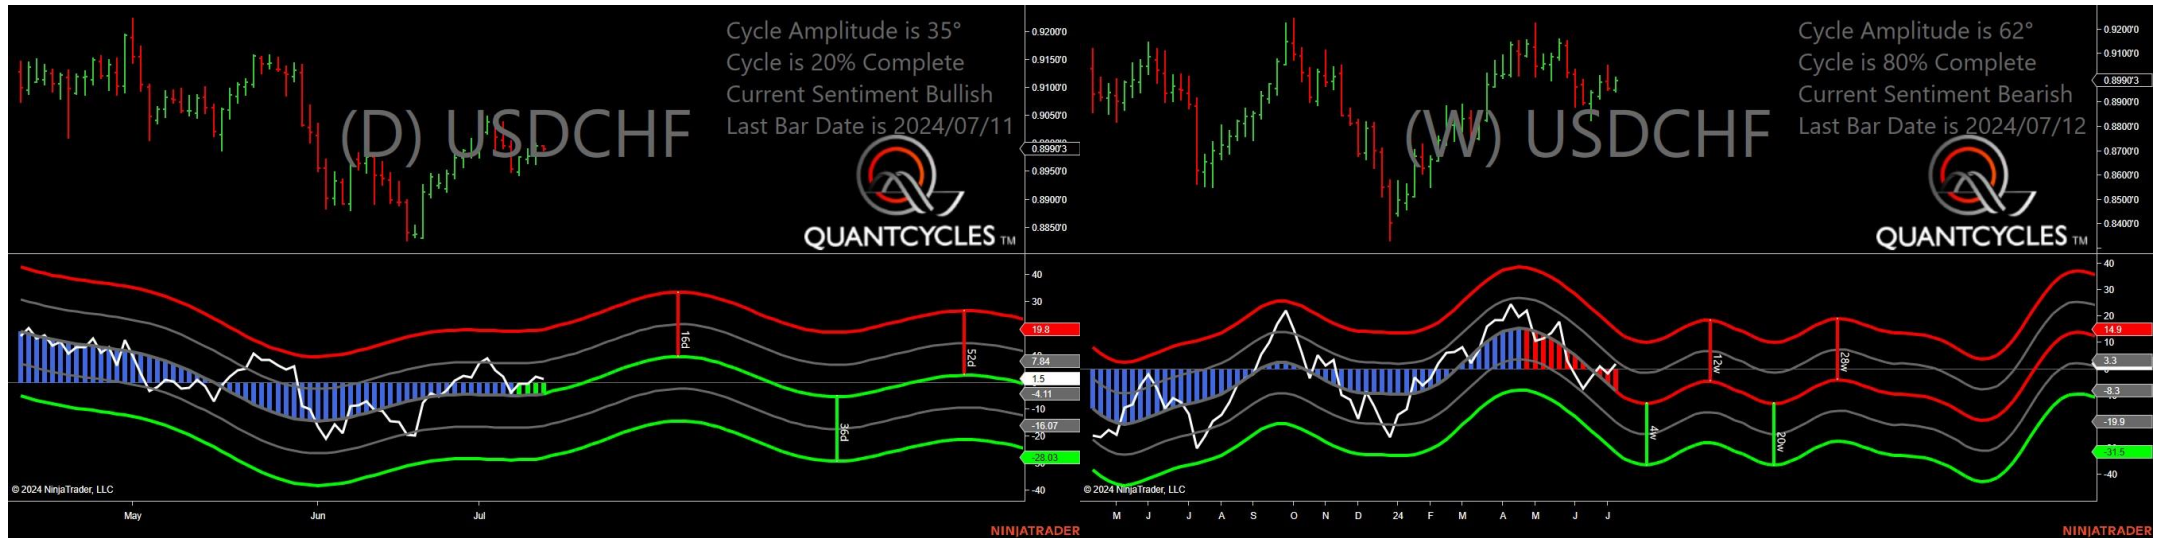 Cycle Amplitude is 35°
Cycle is 20% Complete
Current Sentiment Bullish
Last Bar Date is 2024/07/11
(D) USDCHF
QUANTCYCLES TM
0.9200'0
0.9150'0
0.9100'0
0.9050'0
0.8990'3
0.8950'0
0.8900'0
0.8850'0
16d
36d
52d
40
30
19.8
7.84
1.5
-4.11
-10
-16.07
-20
-28.03
-40
© 2024 NinjaTrader, LLC
May Jun Jul
NINJATRADER
Cycle Amplitude is 62°
Cycle is 80% Complete
Current Sentiment Bearish
Last Bar Date is 2024/07/12
(W) USDCHF
QUANTCYCLES TM
0.9200'0
0.9100'0
0.8990'3
0.8900'0
0.8800'0
0.8700'0
0.8600'0
0.8500'0
0.8400'0
4w
12w
20w
28w
40
30
20
14.9
10
3.3
-8.3
-19.9
-31.5
-40
© 2024 NinjaTrader, LLC
M J J A S O N D 24 F M A M J J
NINJATRADER